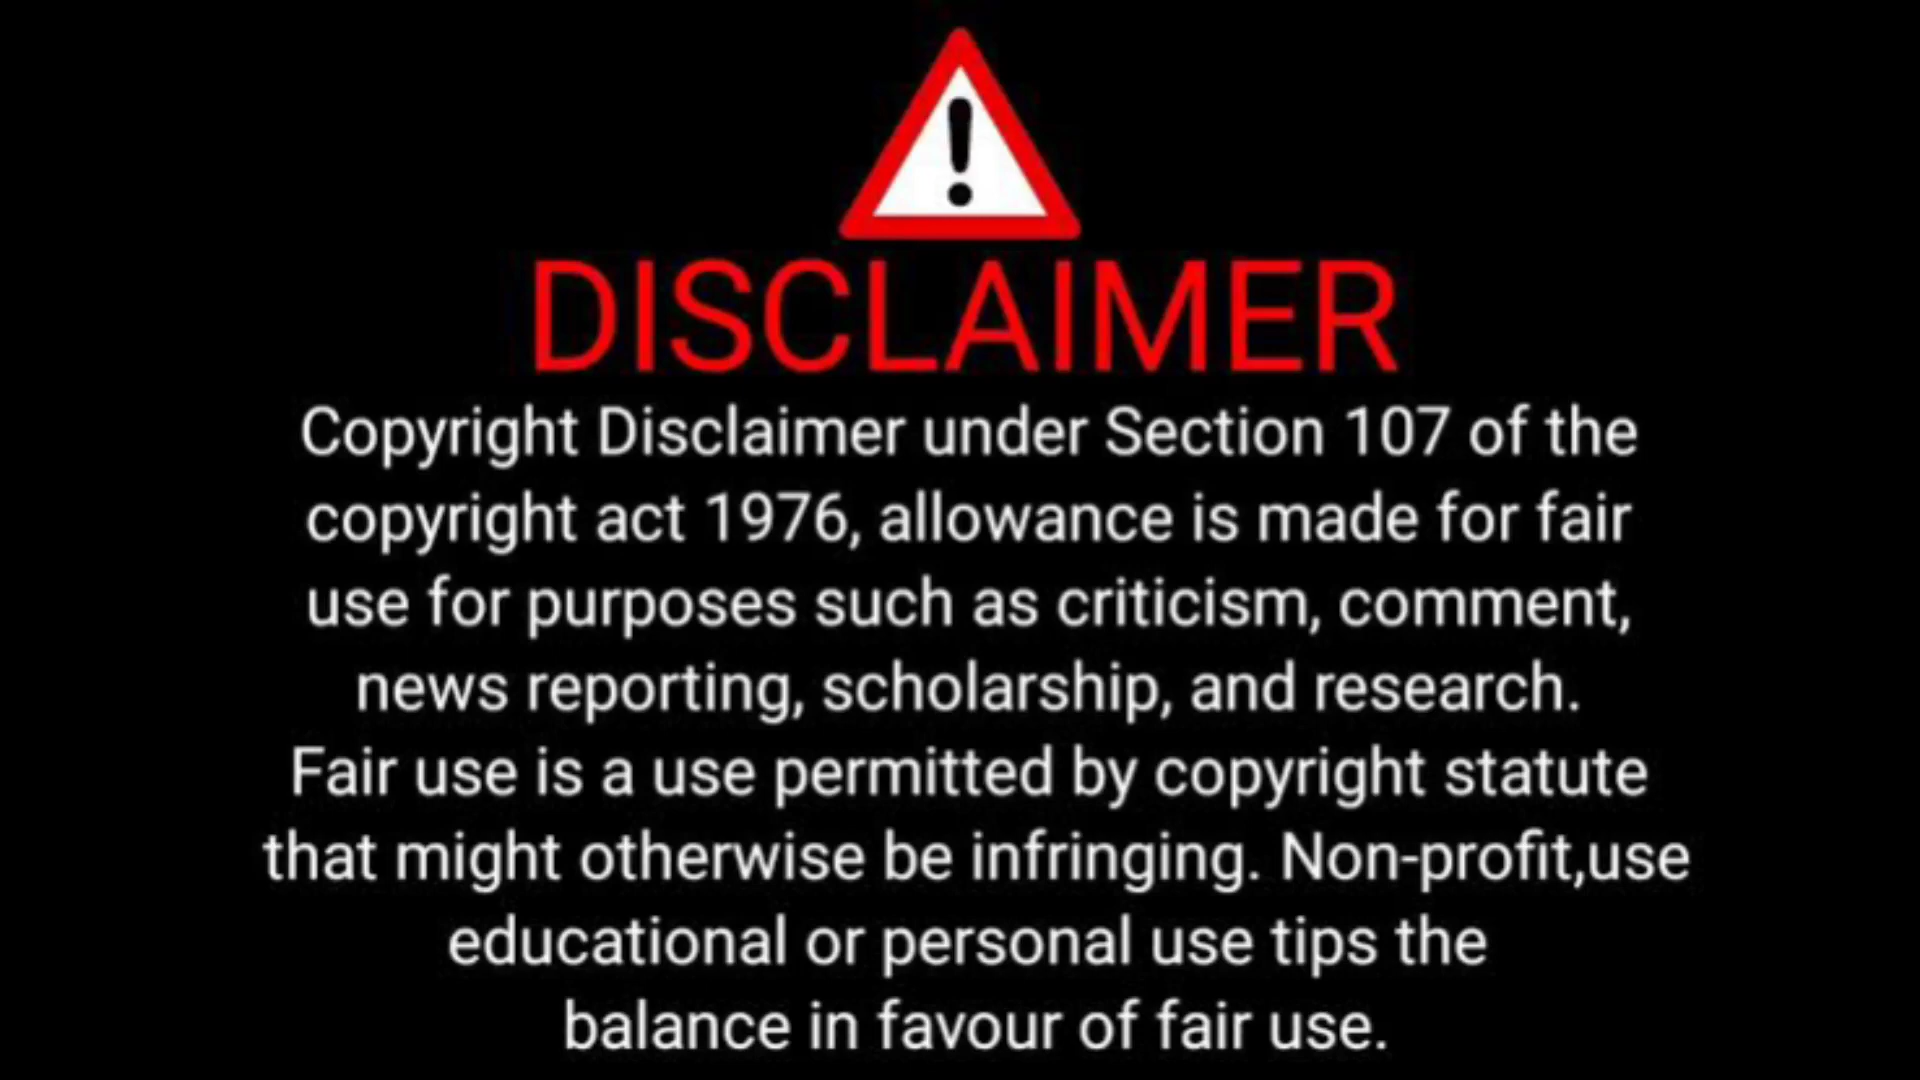 DISCLAIMER
Copyright Disclaimer under Section 107 of the
copyright act 1976, allowance is made for fair
use for purposes such as criticism, comment,
news reporting, scholarship, and research.
Fair use is a use permitted by copyright statute
that might otherwise be infringing. Non-profit,use
educational or personal use tips the
balance in favour of fair use.